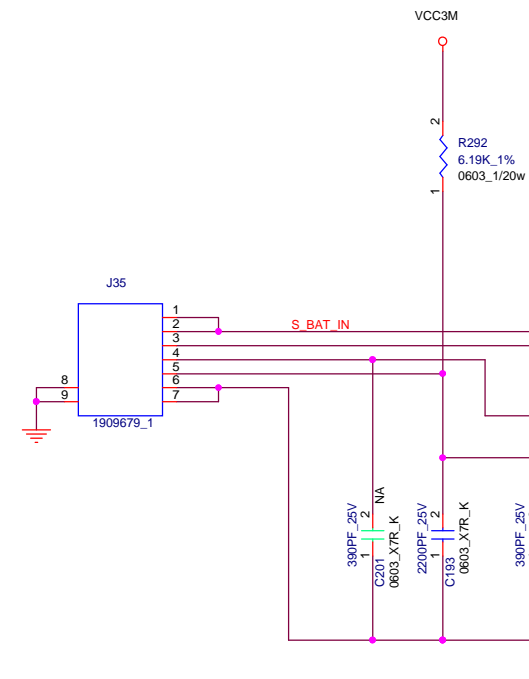 VCC3M
2
R292
6.19K_1%
0603_1/20w
1
J35
1
2
S_BAT_IN
3
4
5
8
6
9
7
1909679_1
390PF_25V
2
1
NA
C201
0603_X7R_K
2200PF_25V
2
1
C193
0603_X7R_K
390PF_25V